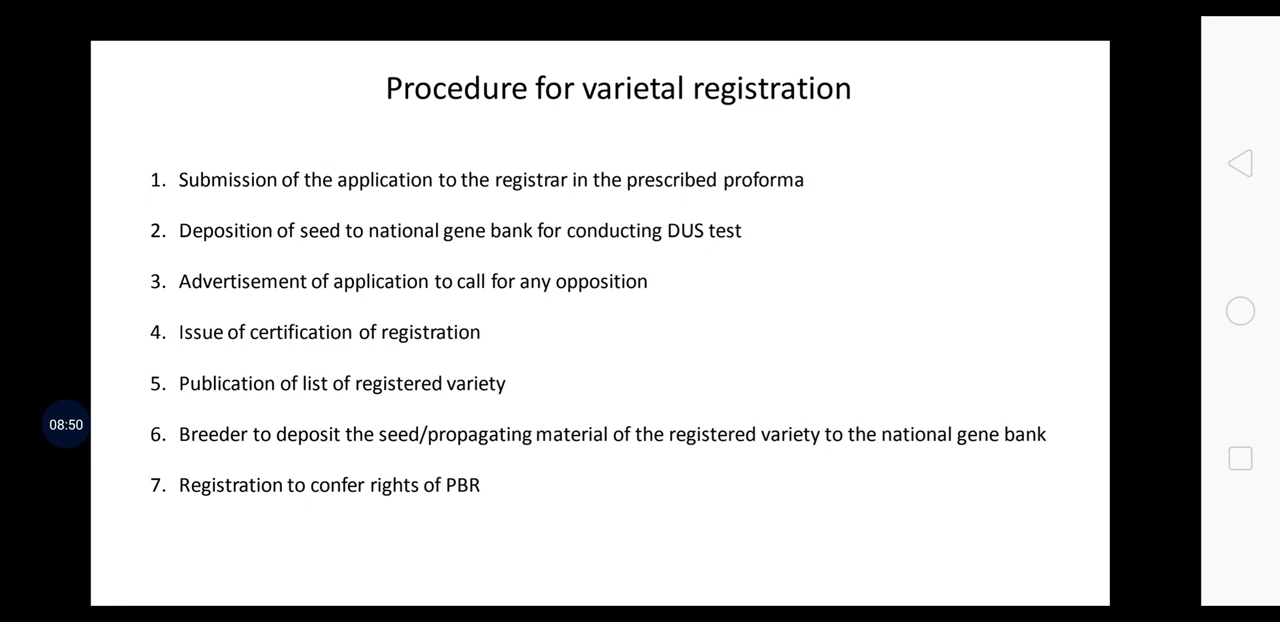 Procedure for varietal registration
1. Submission of the application to the registrar in the prescribed proforma
2. Deposition of seed to national gene bank for conducting DUS test
3. Advertisement of application to call for any opposition
4. Issue of certification of registration
5. Publication of list of registered variety
08:50
6. Breeder to deposit the seed/propagating material of the registered variety to the national gene bank
7. Registration to confer rights of PBR